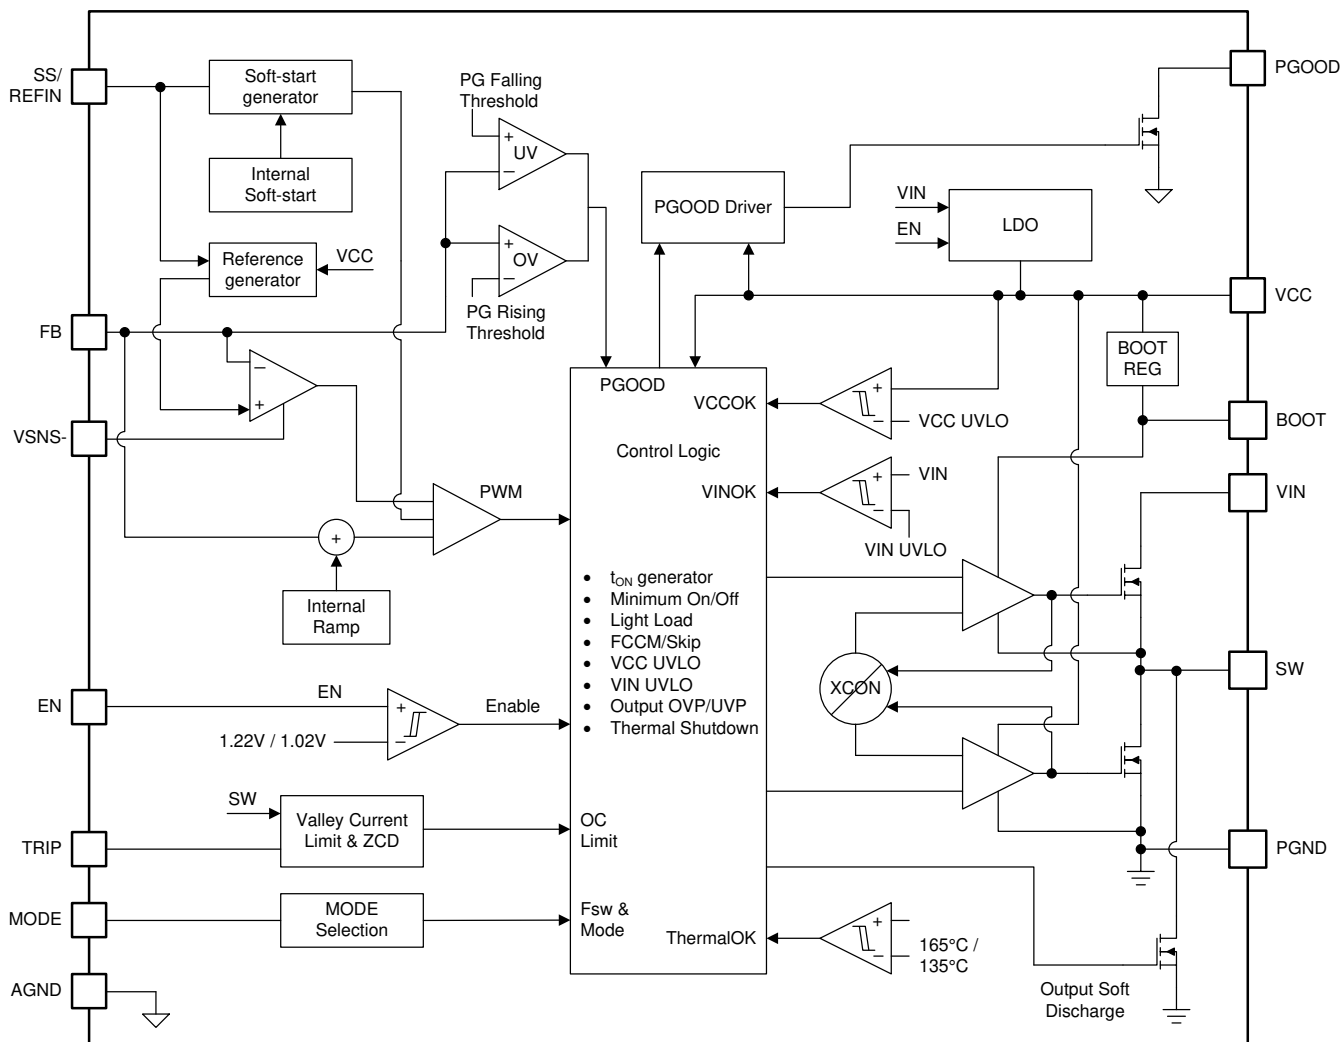 SS/
REFIN
Soft-start
generator
Internal
Soft-start
Reference
generator
VCC
PG Falling
Threshold
+
UV
−
+
OV
−
PG Rising
Threshold
PGOOD Driver
VIN
EN
LDO
PGOOD
VCC
BOOT
REG
BOOT
FB
−
+
VSNS-
PWM
+
Internal
Ramp
PGOOD
VCCOK
+
−
VCC UVLO
Control Logic
VINOK
+
−
VIN
VIN UVLO
VIN
• tON generator
• Minimum On/Off
• Light Load
• FCCM/Skip
• VCC UVLO
• VIN UVLO
• Output OVP/UVP
• Thermal Shutdown
XCON
SW
EN
EN
+
−
1.22V / 1.02V
Enable
SW
Valley Current
Limit & ZCD
TRIP
OC
Limit
PGND
MODE
MODE
Selection
Fsw &
Mode
ThermalOK
+
−
165°C /
135°C
AGND
Output Soft
Discharge